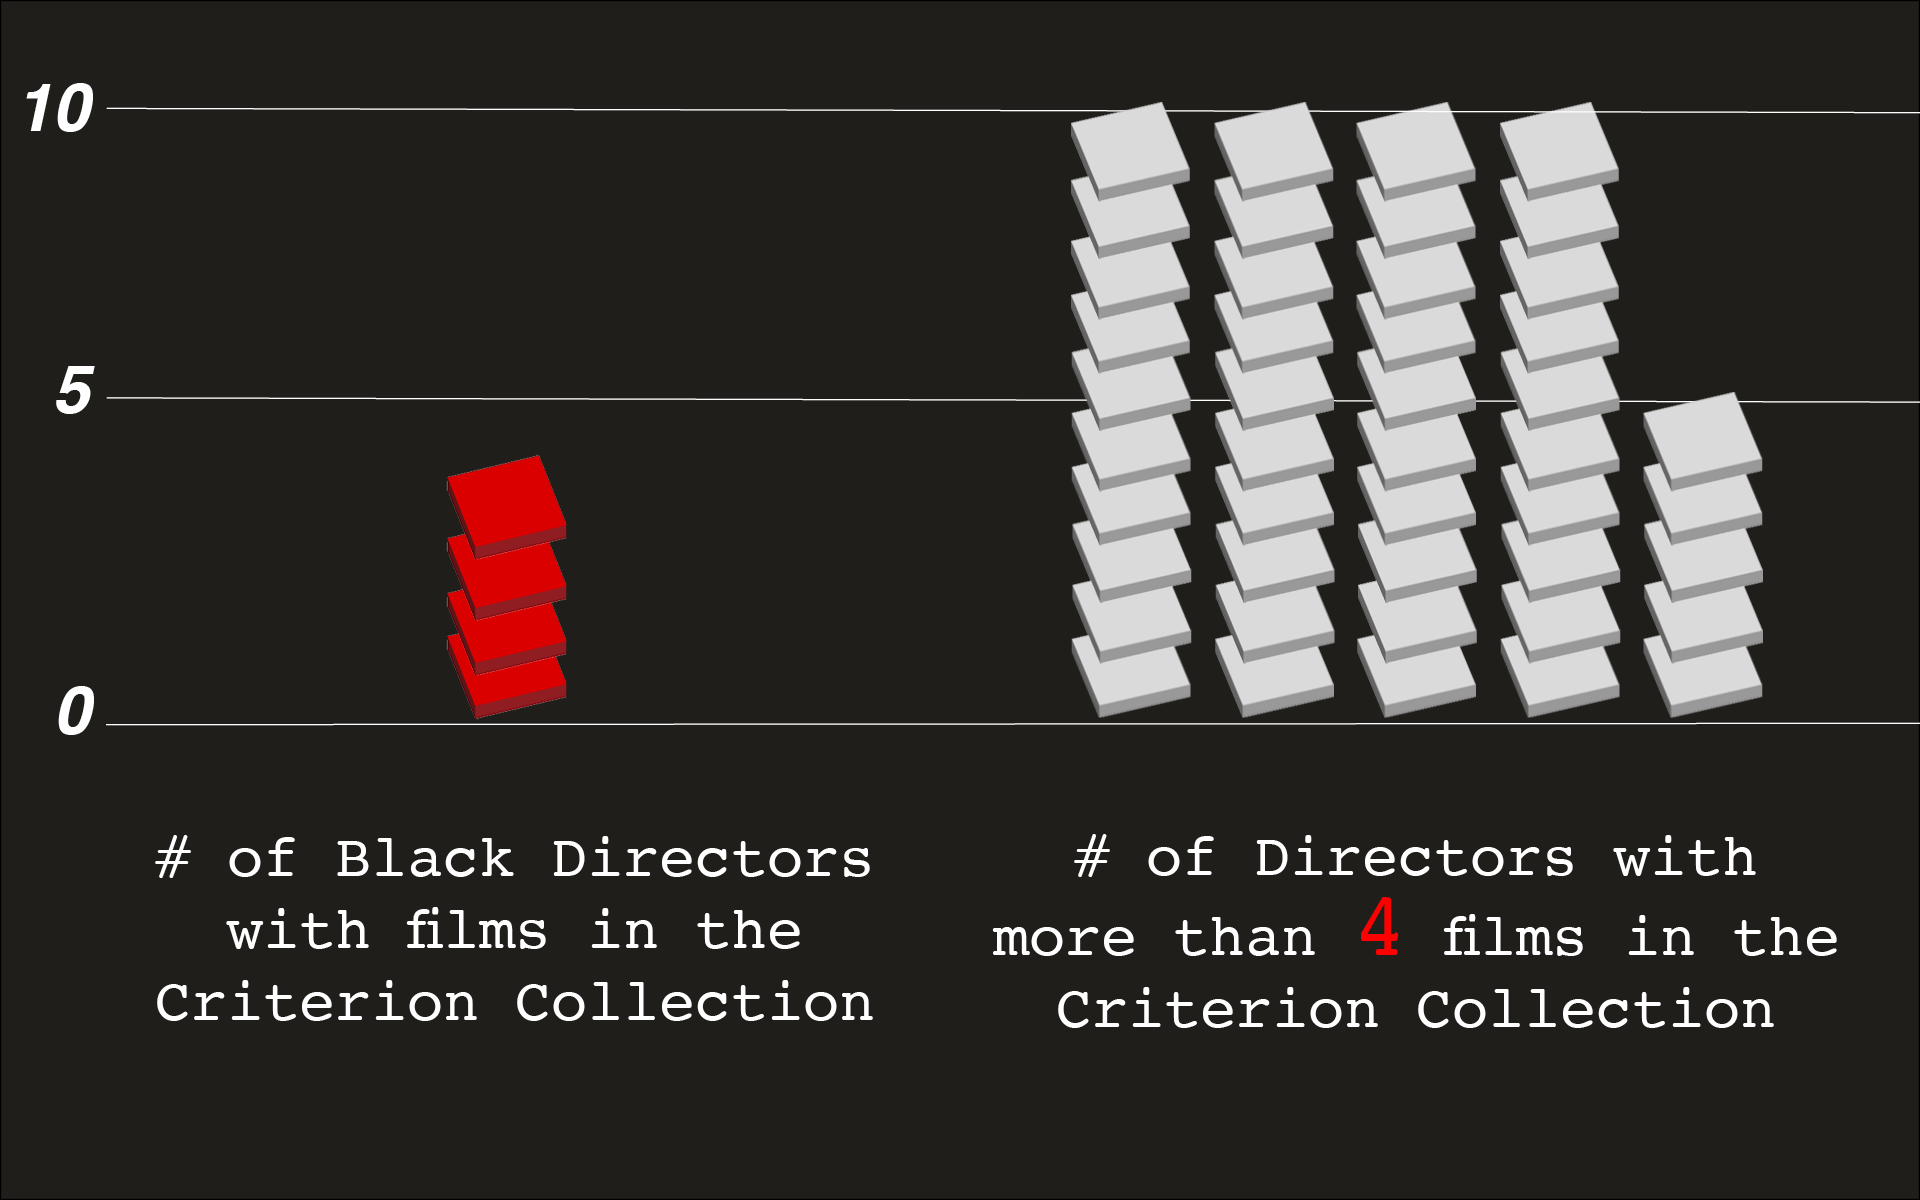 10
5
0
# of Black Directors
with films in the
Criterion Collection
# of Directors with
more than 4 films in the
Criterion Collection